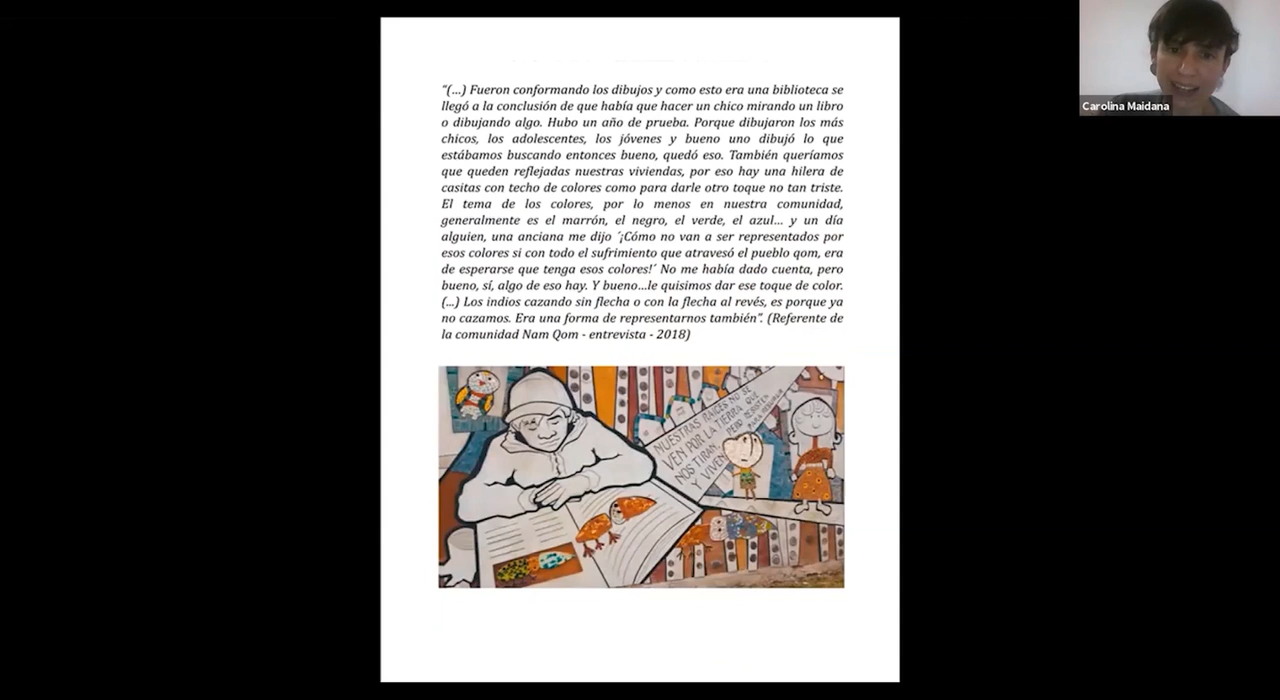 “(...) Fueron conformando los dibujos y como esto era una biblioteca se
llegó a la conclusión de que había que hacer un chico mirando un libro
o dibujando algo. Hubo un año de prueba. Porque dibujaron los más
chicos, los adolescentes, los jóvenes y bueno uno dibujó lo que
estábamos buscando entonces bueno, quedó eso. También queríamos
que queden reflejadas nuestras viviendas, por eso hay una hilera de
casitas con techo de colores como para darle otro toque no tan triste.
El tema de los colores, por lo menos en nuestra comunidad,
generalmente es el marrón, el negro, el verde, el azul... y un día
alguien, una anciana me dijo ´¡Cómo no van a ser representados por
esos colores si con todo el sufrimiento que atravesó el pueblo qom, era
de esperarse que tenga esos colores!´ No me había dado cuenta, pero
bueno, sí, algo de eso hay. Y bueno...le quisimos dar ese toque de color.
(...) Los indios cazando sin flecha o con la flecha al revés, es porque ya
no cazamos. Era una forma de representarnos también”. (Referente de
la comunidad Nam Qom - entrevista - 2018)
NUESTRAS RAICES NO SE
VEN POR LA TIERRA QUE
NOS TIRAN, PERO RESISTEN
Y VIVEN PARA
Carolina Maidana